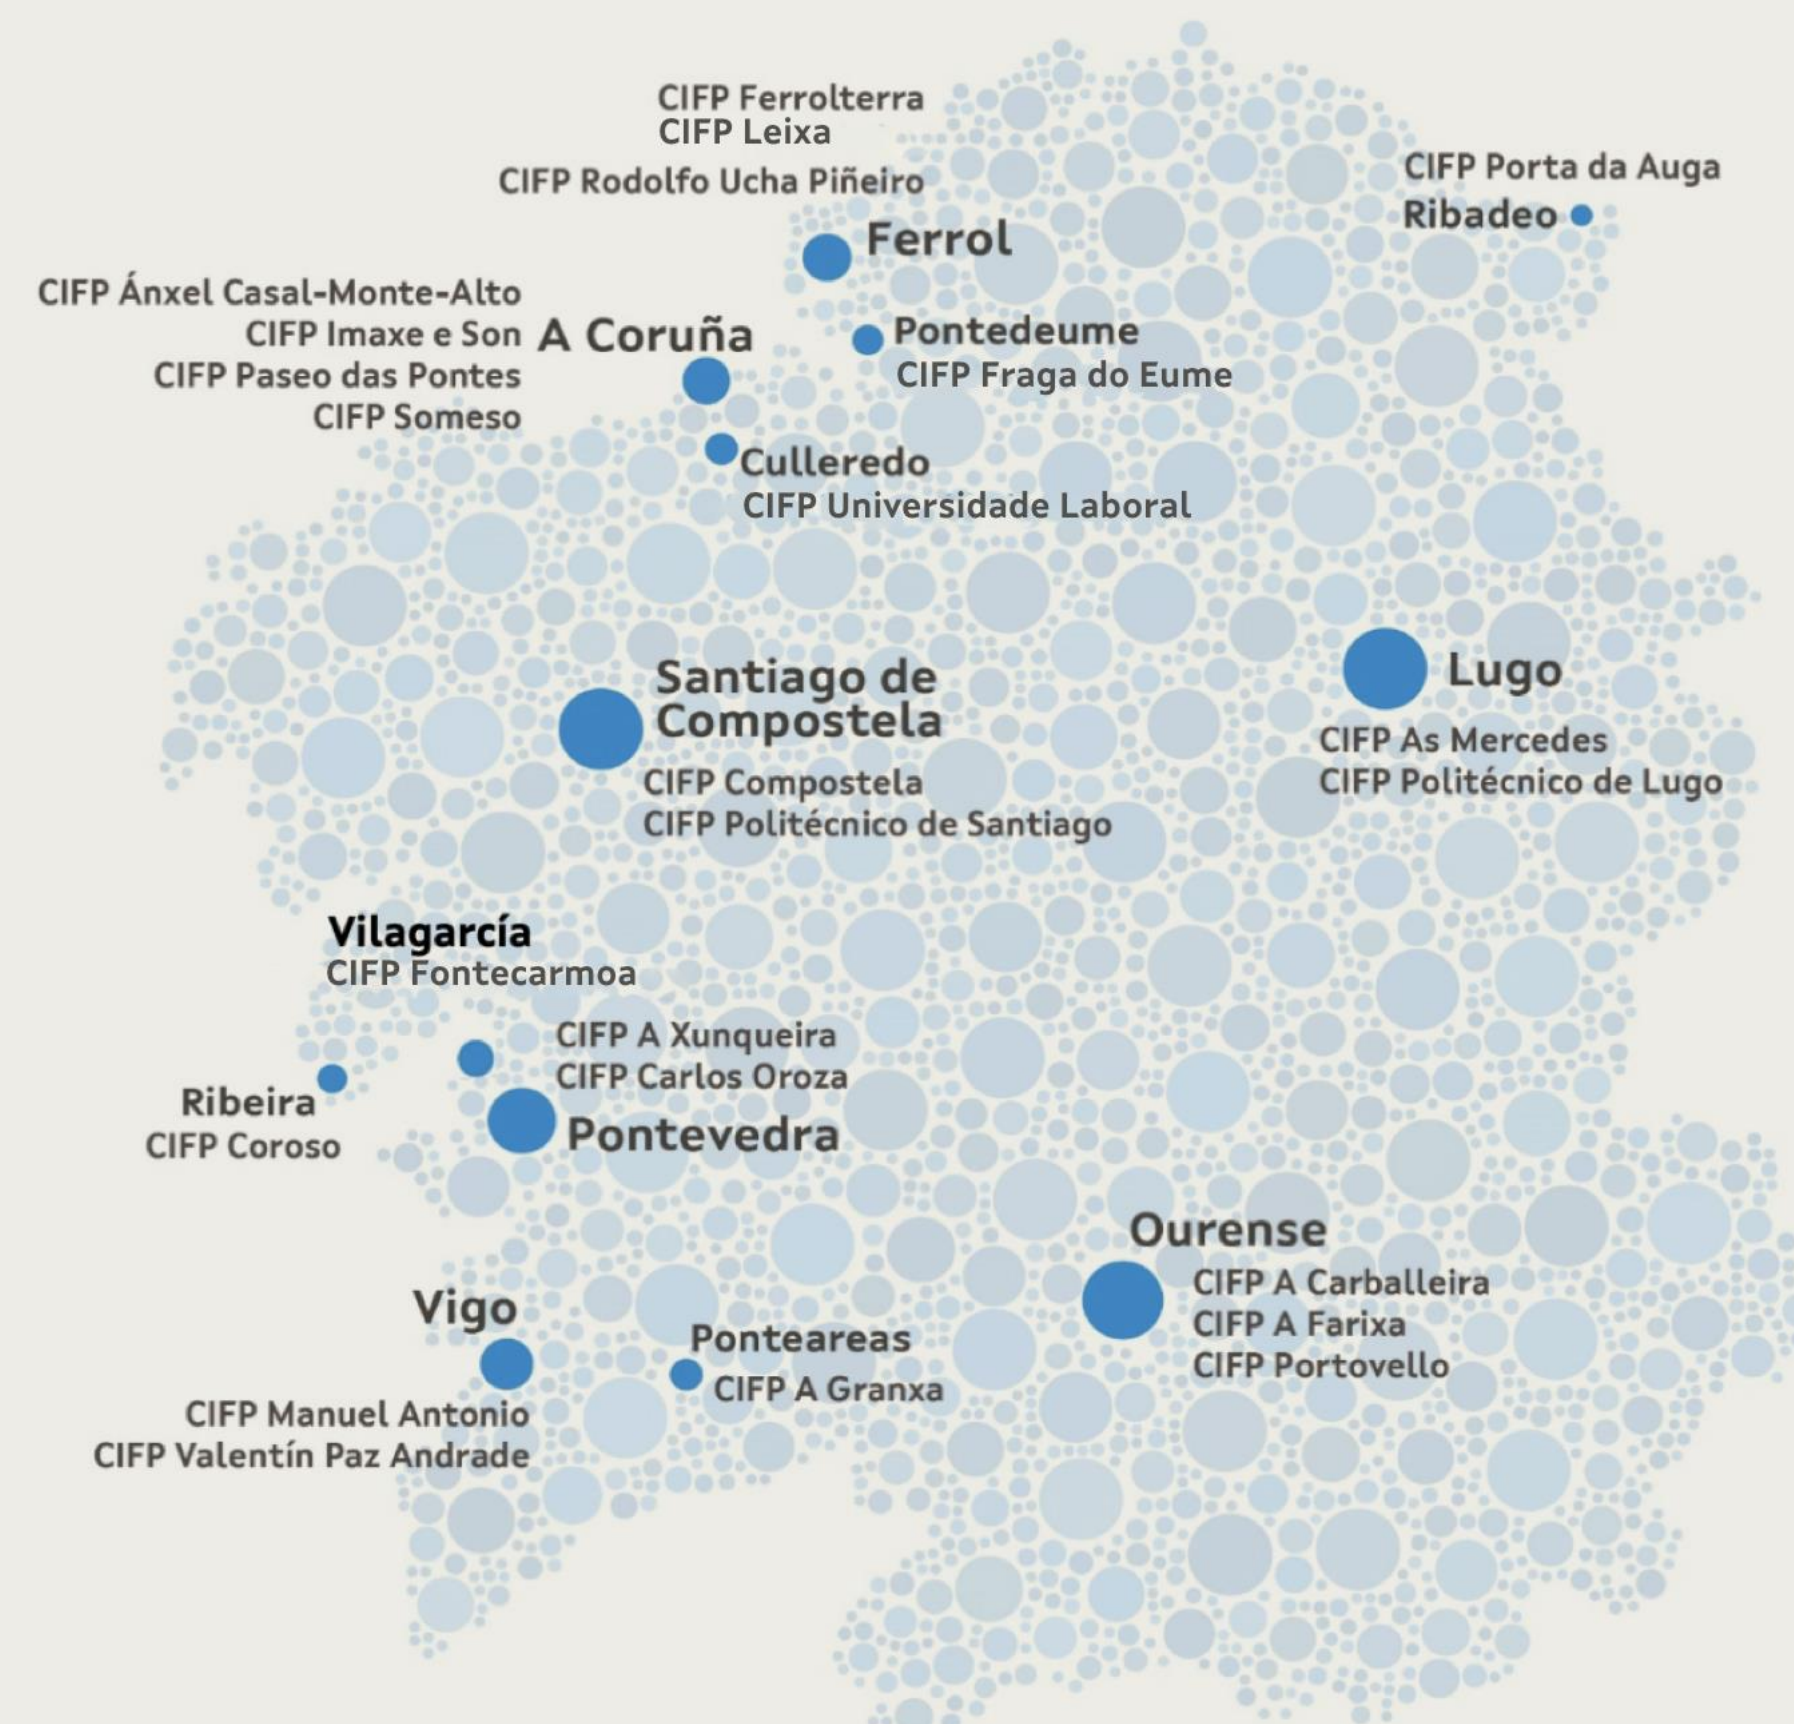 CIFP Ferrolterra
CIFP Leixa
CIFP Rodolfo Ucha Piñeiro
Ferrol
CIFP Porta da Auga
Ribadeo
CIFP Ánxel Casal-Monte-Alto
CIFP Imaxe e Son
CIFP Paseo das Pontes
CIFP Someso
A Coruña
Pontedeume
CIFP Fraga do Eume
Culleredo
CIFP Universidade Laboral
Santiago de
Compostela
CIFP Compostela
CIFP Politécnico de Santiago
Lugo
CIFP As Mercedes
CIFP Politécnico de Lugo
Vilagarcía
CIFP Fontecarmoa
CIFP A Xunqueira
CIFP Carlos Oroza
Pontevedra
Ribeira
CIFP Coroso
Ourense
CIFP A Carballeira
CIFP A Farixa
CIFP Portovello
Vigo
CIFP Manuel Antonio
CIFP Valentín Paz Andrade
Ponteareas
CIFP A Granxa